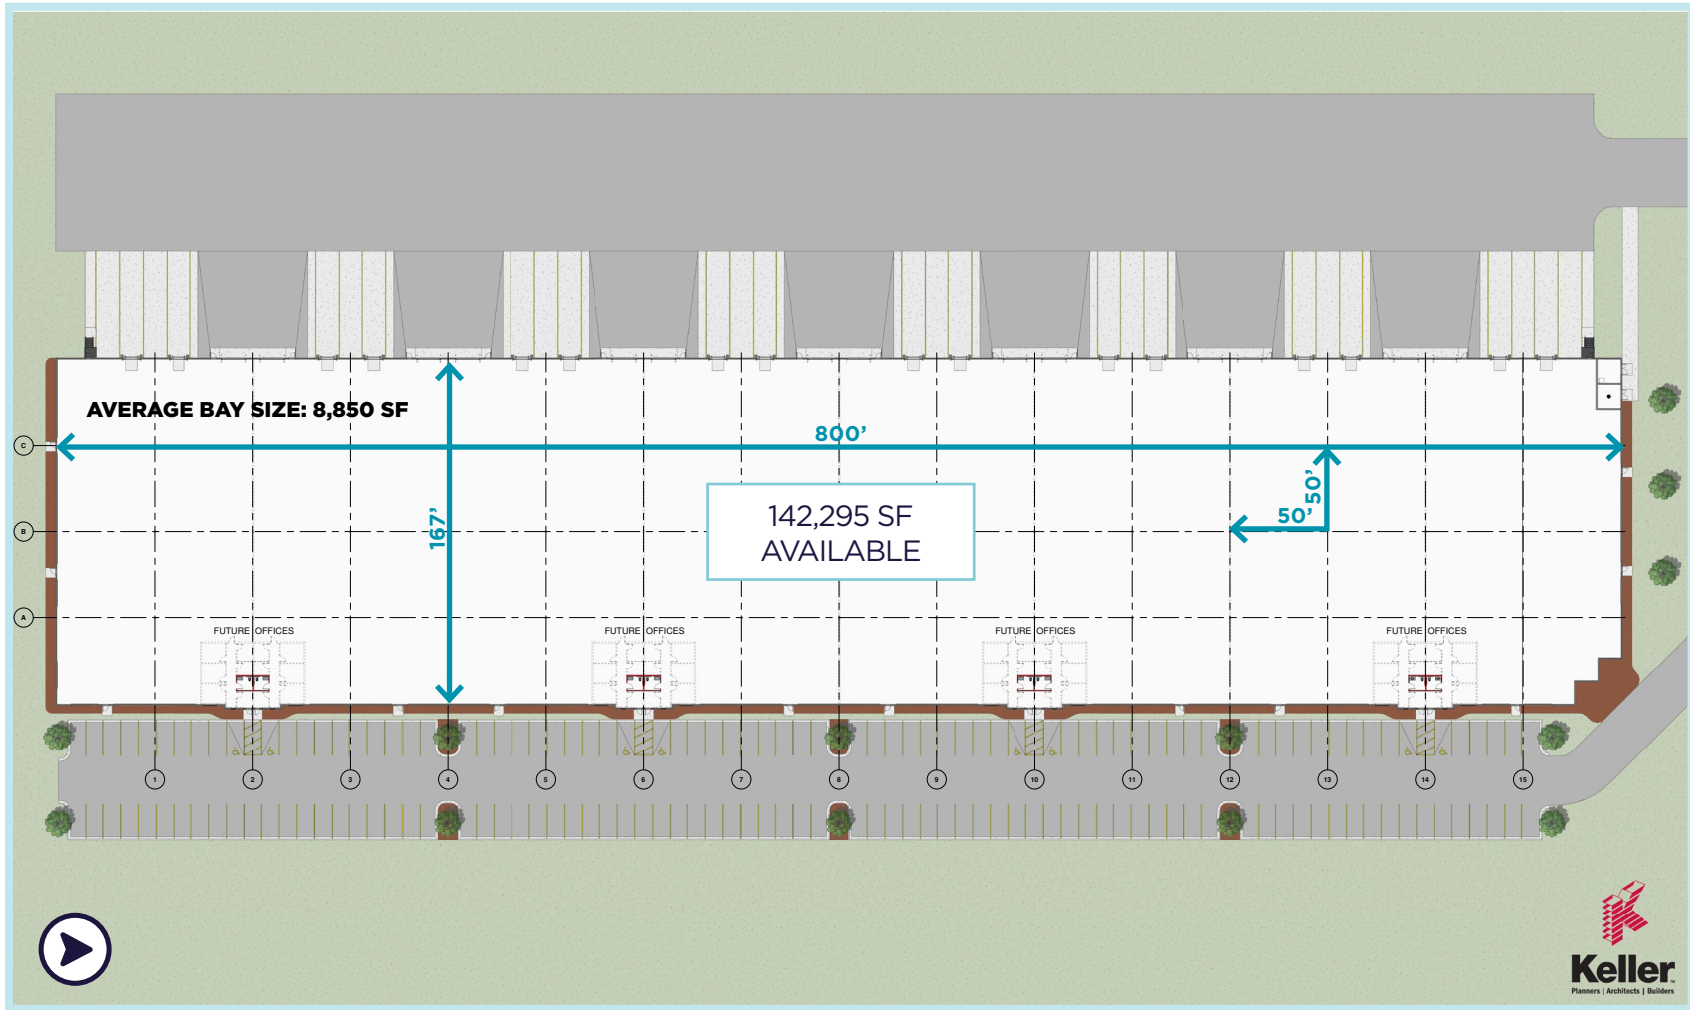 AVERAGE BAY SIZE: 8,850 SF
C
800’
50’
50’
167’
142,295 SF
AVAILABLE
B
A
FUTURE OFFICES
FUTURE OFFICES
FUTURE OFFICES
FUTURE OFFICES
1
2
3
4
5
6
7
8
9
10
11
12
13
14
15
Keller™
Planners | Architects | Builders